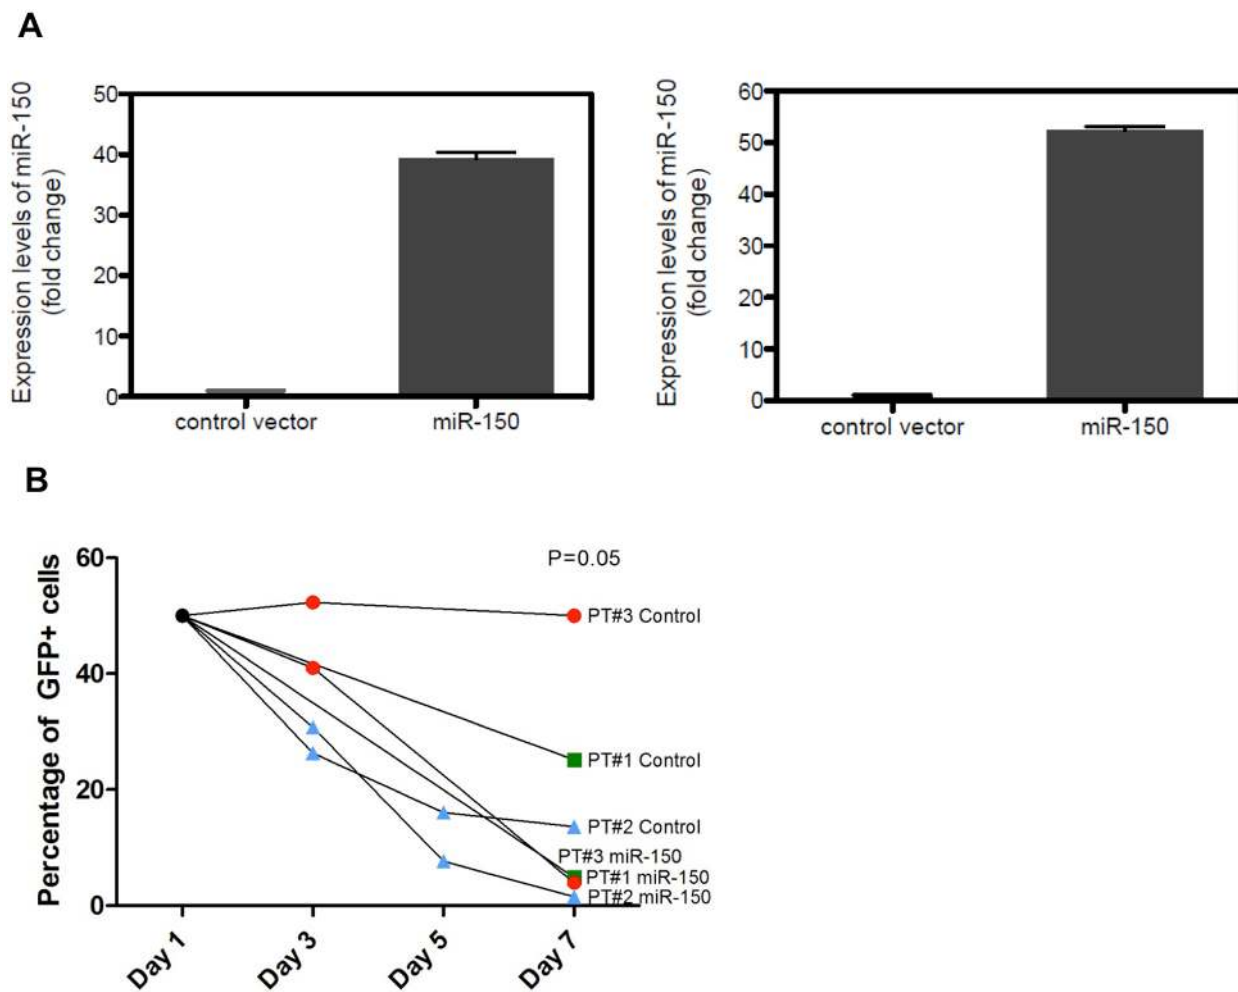 A
Expression levels of miR-150
(fold change)
50
40
30
20
10
0
control vector
miR-150
Expression levels of miR-150
(fold change)
60
50
40
30
20
10
0
control vector
miR-150
B
Percentage of GFP+ cells
60
40
20
0
P=0.05
PT#3 Control
PT#1 Control
PT#2 Control
PT#3 miR-150
PT#1 miR-150
PT#2 miR-150
Day 1
Day 3
Day 5
Day 7